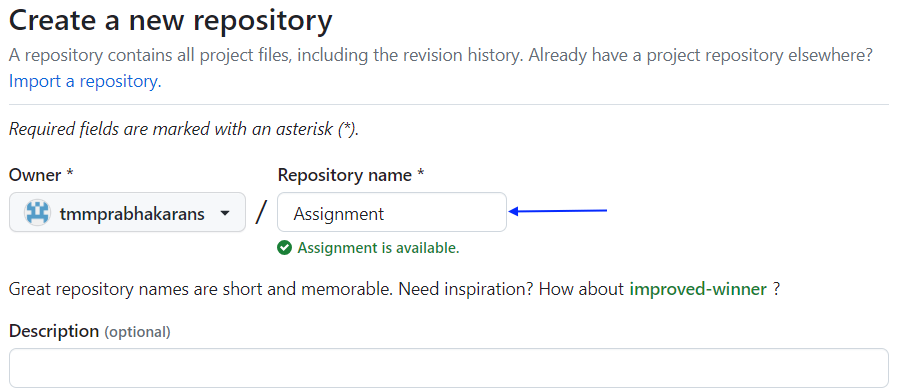 Create a new repository
A repository contains all project files, including the revision history. Already have a project repository elsewhere?
Import a repository.
Required fields are marked with an asterisk (*).
Owner * Repository name *
tmmprabhakarans / Assignment
Assignment is available.
Great repository names are short and memorable. Need inspiration? How about improved-winner ?
Description (optional)